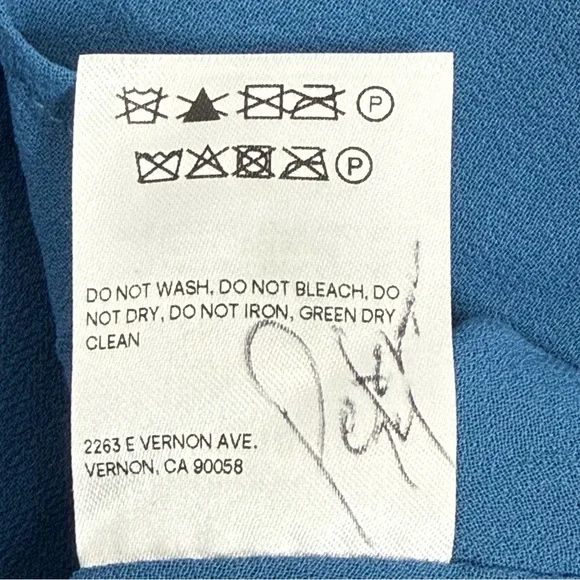 P
P
DO NOT WASH, DO NOT BLEACH, DO
NOT DRY, DO NOT IRON, GREEN DRY
CLEAN
2263 E VERNON AVE.
VERNON, CA 90058